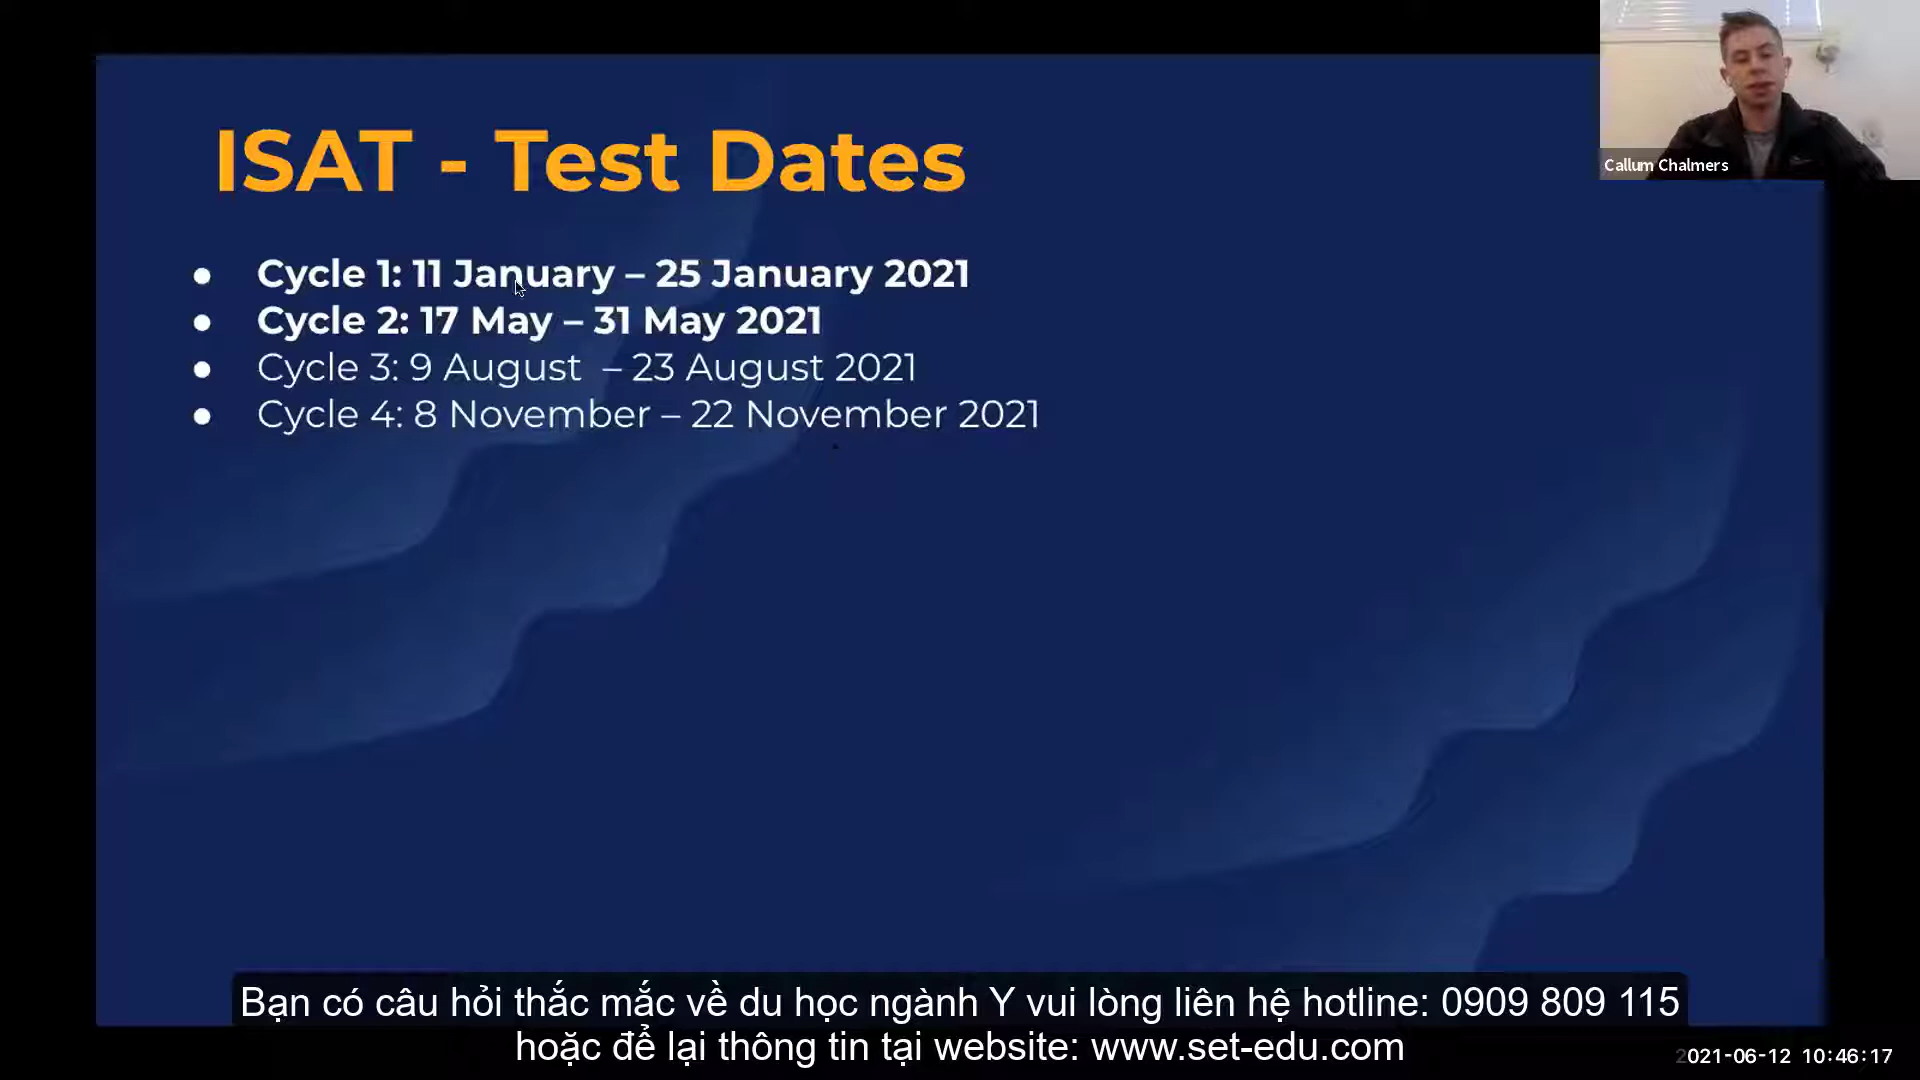 ISAT - Test Dates
Callum Chalmers
● Cycle 1: 11 January – 25 January 2021
● Cycle 2: 17 May – 31 May 2021
● Cycle 3: 9 August – 23 August 2021
● Cycle 4: 8 November – 22 November 2021
Bạn có câu hỏi thắc mắc về du học ngành Y vui lòng liên hệ hotline: 0909 809 115
hoặc để lại thông tin tại website: www.set-edu.com
2021-06-12 10:46:17